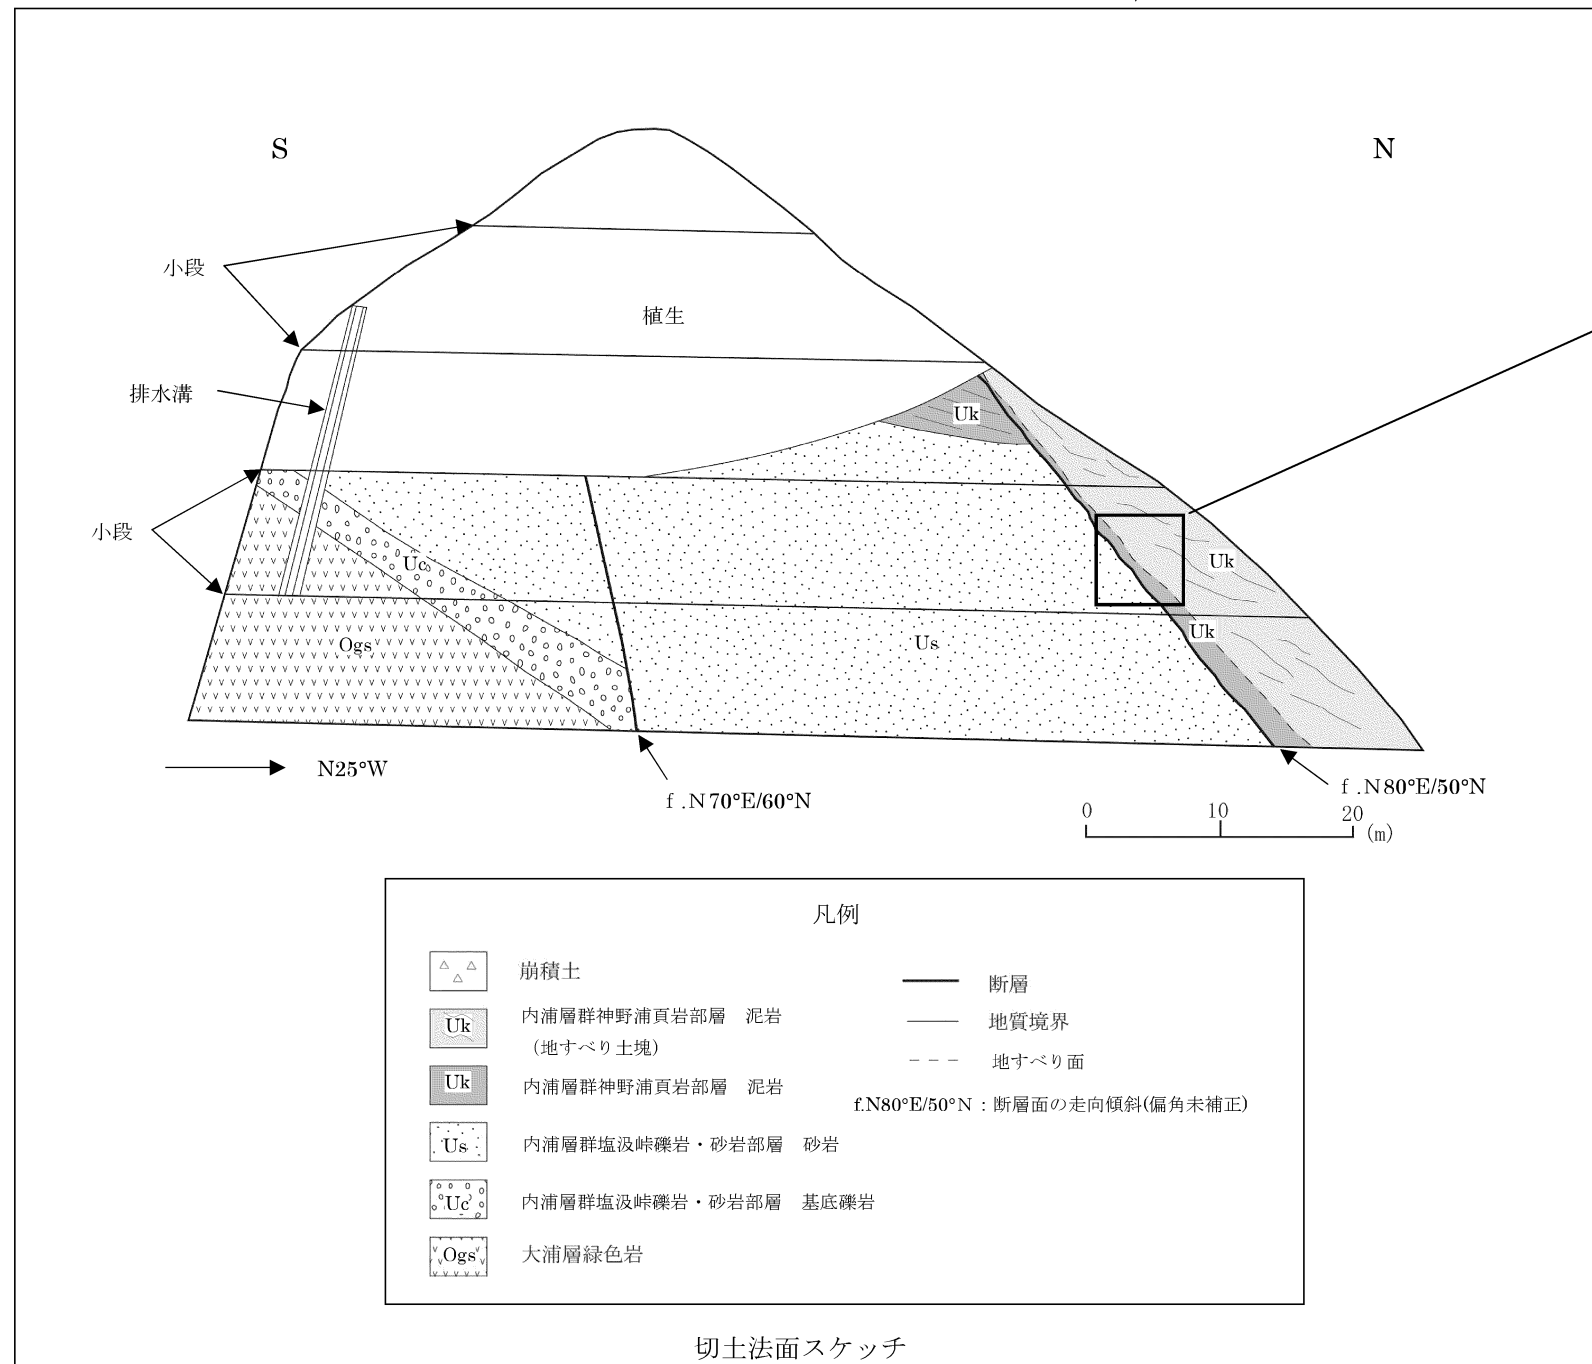 S
N
小段
植生
排水溝
Uk
小段
Uc
Uk
Uk
Ogs
Us
N25°W
f.N70°E/60°N
f.N80°E/50°N
0 10 20
(m)
凡例
崩積土
Uk 内浦層群神野浦頁岩部層 泥岩
(地すべり土塊)
Uk 内浦層群神野浦頁岩部層 泥岩
Us 内浦層群塩汲峠礫岩・砂岩部層 砂岩
Uc 内浦層群塩汲峠礫岩・砂岩部層 基底礫岩
Ogs 大浦層緑色岩
断層
地質境界
地すべり面
f.N80°E/50°N:断層面の走向傾斜(偏角未補正)
切土法面スケッチ